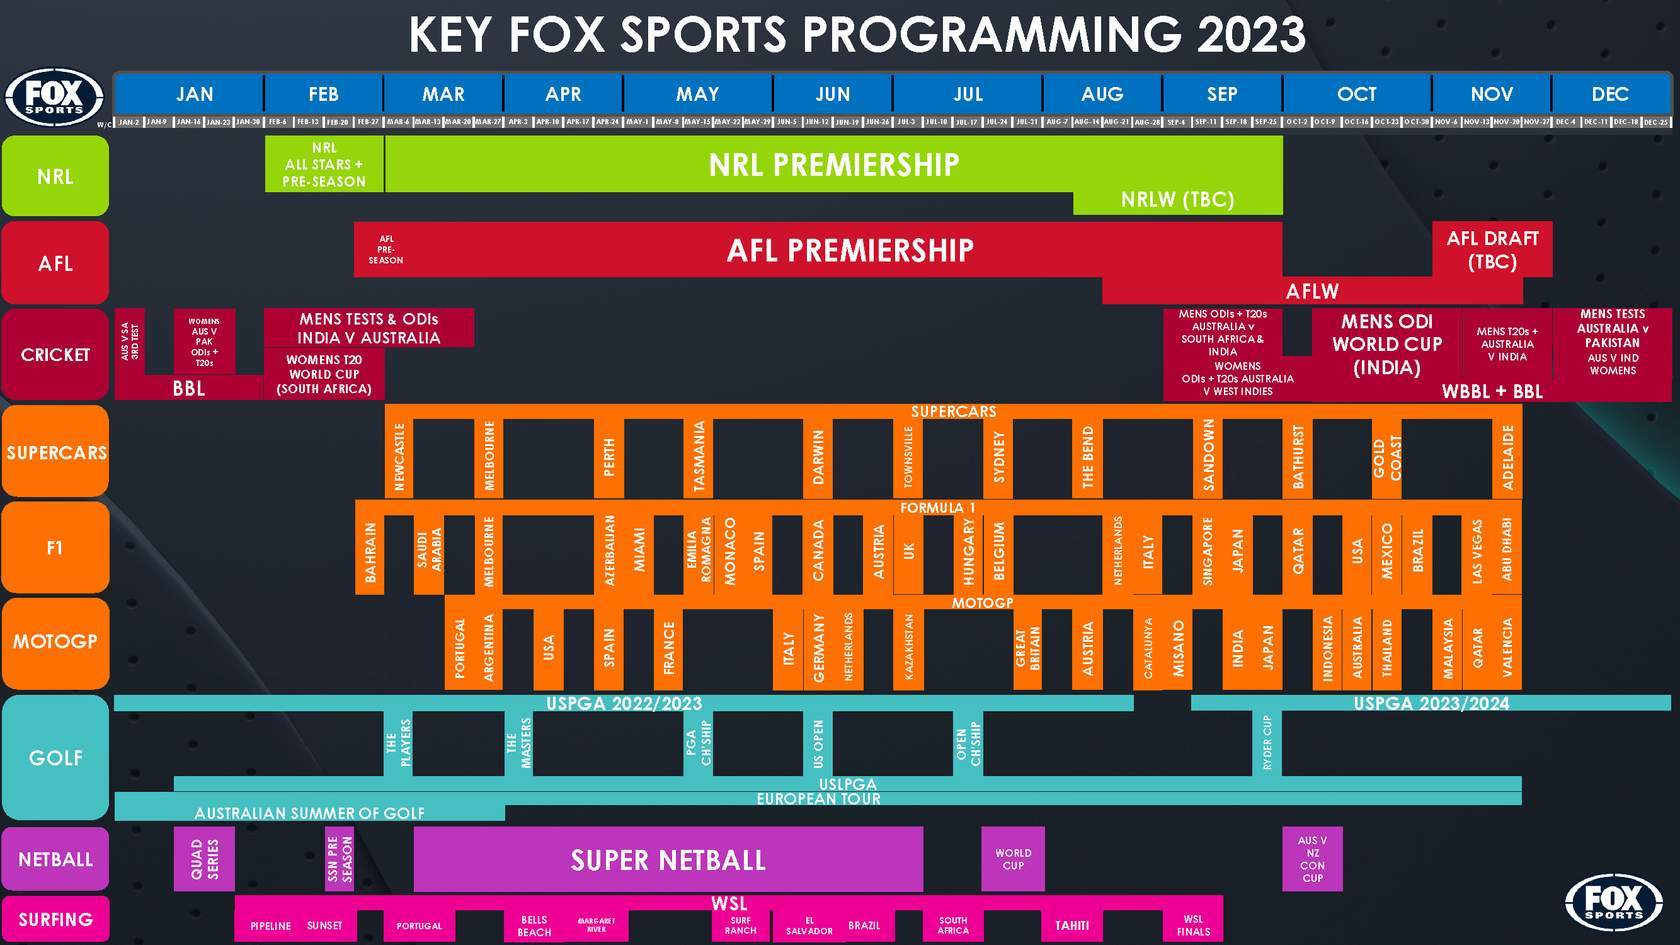 KEY FOX SPORTS PROGRAMMING 2023
FOX
SPORTS
JAN
FEB
MAR
APR
MAY
JUN
JUL
AUG
SEP
OCT
NOV
DEC
W/C
JAN-2
JAN-9
JAN-16
JAN-23
JAN-30
FEB-6
FEB-13
FEB-20
FEB-27
MAR-6
MAR-13
MAR-20
MAR-27
APR-3
APR-10
APR-17
APR-24
MAY-1
MAY-8
MAY-15
MAY-22
MAY-29
JUN-5
JUN-12
JUN-19
JUN-26
JUL-3
JUL-10
JUL-17
JUL-24
JUL-31
AUG-7
AUG-14
AUG-21
AUG-28
SEP-4
SEP-11
SEP-18
SEP-25
OCT-2
OCT-9
OCT-16
OCT-23
OCT-30
NOV-6
NOV-13
NOV-20
NOV-27
DEC-4
DEC-11
DEC-18
DEC-25
NRL
NRL
ALL STARS +
PRE-SEASON
NRL PREMIERSHIP
NRLW (TBC)
AFL
AFL
PRE-
SEASON
AFL PREMIERSHIP
AFLW
AFL DRAFT
(TBC)
CRICKET
AUS V SA
3RD TEST
WOMENS
AUS V
PAK
ODIs +
T20s
BBL
MENS TESTS & ODIs
INDIA V AUSTRALIA
WOMENS T20
WORLD CUP
(SOUTH AFRICA)
MENS ODIs + T20s
AUSTRALIA v
SOUTH AFRICA &
INDIA
WOMENS
ODIs + T20s AUSTRALIA
V WEST INDIES
MENS ODI
WORLD CUP
(INDIA)
MENS T20s +
AUSTRALIA
V INDIA
WBBL + BBL
MENS TESTS
AUSTRALIA v
PAKISTAN
AUS V IND
WOMENS
SUPERCARS
SUPERCARS
NEWCASTLE
MELBOURNE
PERTH
TASMANIA
DARWIN
TOWNSVILLE
SYDNEY
THE BEND
SANDOWN
BATHURST
GOLD
COAST
ADELAIDE
F1
FORMULA 1
BAHRAIN
SAUDI
ARABIA
MELBOURNE
AZERBAIJAN
MIAMI
EMILIA
ROMAGNA
MONACO
SPAIN
CANADA
AUSTRIA
UK
HUNGARY
BELGIUM
NETHERLANDS
ITALY
SINGAPORE
JAPAN
QATAR
USA
MEXICO
BRAZIL
LAS VEGAS
ABU DHABI
MOTOGP
MOTOGP
PORTUGAL
ARGENTINA
USA
SPAIN
FRANCE
ITALY
GERMANY
NETHERLANDS
KAZAKHSTAN
GREAT
BRITAIN
AUSTRIA
CATALUNYA
MISANO
INDIA
JAPAN
INDONESIA
AUSTRALIA
THAILAND
MALAYSIA
QATAR
VALENCIA
GOLF
USPGA 2022/2023
USPGA 2023/2024
THE
PLAYERS
THE
MASTERS
PGA
CH'SHIP
US OPEN
OPEN
CH'SHIP
RYDER CUP
USLPGA
EUROPEAN TOUR
AUSTRALIAN SUMMER OF GOLF
NETBALL
QUAD
SERIES
SSN PRE
SEASON
SUPER NETBALL
WORLD
CUP
AUS V
NZ
CON
CUP
SURFING
WSL
PIPELINE
SUNSET
PORTUGAL
BELLS
BEACH
MARGARET
RIVER
SURF
RANCH
EL
SALVADOR
BRAZIL
SOUTH
AFRICA
TAHITI
WSL
FINALS
FOX
SPORTS